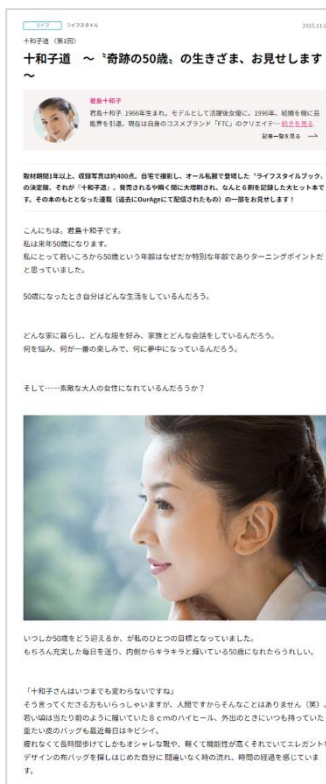 ライフ ライフスタイル
十和子道 (第1回)
十和子道 ～〝奇跡の50歳〟の生きざま、お見せします
～
君島十和子
君島十和子。1966年生まれ。モデルとして活躍後女優に。1996年、結婚を機に芸
能界を引退。現在は自身のコスメブランド「FTC」のクリエイテ… 続きを見る
記事一覧を見る
取材期間1年以上、収録写真は約400点。自宅で撮影し、オール私服で登場した〝ライフスタイルブック〟
の決定版。それが『十和子道』。発売されるや瞬く間に大増刷され、なんと6刷を記録した大ヒット本で
す。その本のもととなった連載（過去にOurAgeにて配信されたもの）の一部をお見せします！
こんにちは。君島十和子です。
私は来年50歳になります。
私にとって若いころから50歳という年齢はなぜだか特別な年齢でありターニングポイントだ
と思っていました。
50歳になったとき自分はどんな生活をしているんだろう。
どんな家に暮らし、どんな服を好み、家族とどんな会話をしているんだろう。
何を悩み、何が一番の楽しみで、何に夢中になっているんだろう。
そして……素敵な大人の女性になれているんだろうか？
いつしか50歳をどう迎えるか、が私のひとつの目標となっていました。
もちろん充実した毎日を送り、内側からキラキラと輝いている50歳になれたらうれしい。
「十和子さんはいつまでも変わらないですね」
そう言ってくださる方もいらっしゃいますが、人間ですからそんなことはありません（笑）。
若い頃は当たり前のように履いていた８ｃｍのハイヒール、外出のときにいつも持っていた
重たい皮のバッグも最近毎日はキビシイ。
疲れなくて長時間歩けてしかもオシャレな靴や、軽くて機能性が高くそれでいてエレガントな
デザインの布バッグを探しはじめた自分に間違いなく時の流れ、時間の経過を感じていま
す。